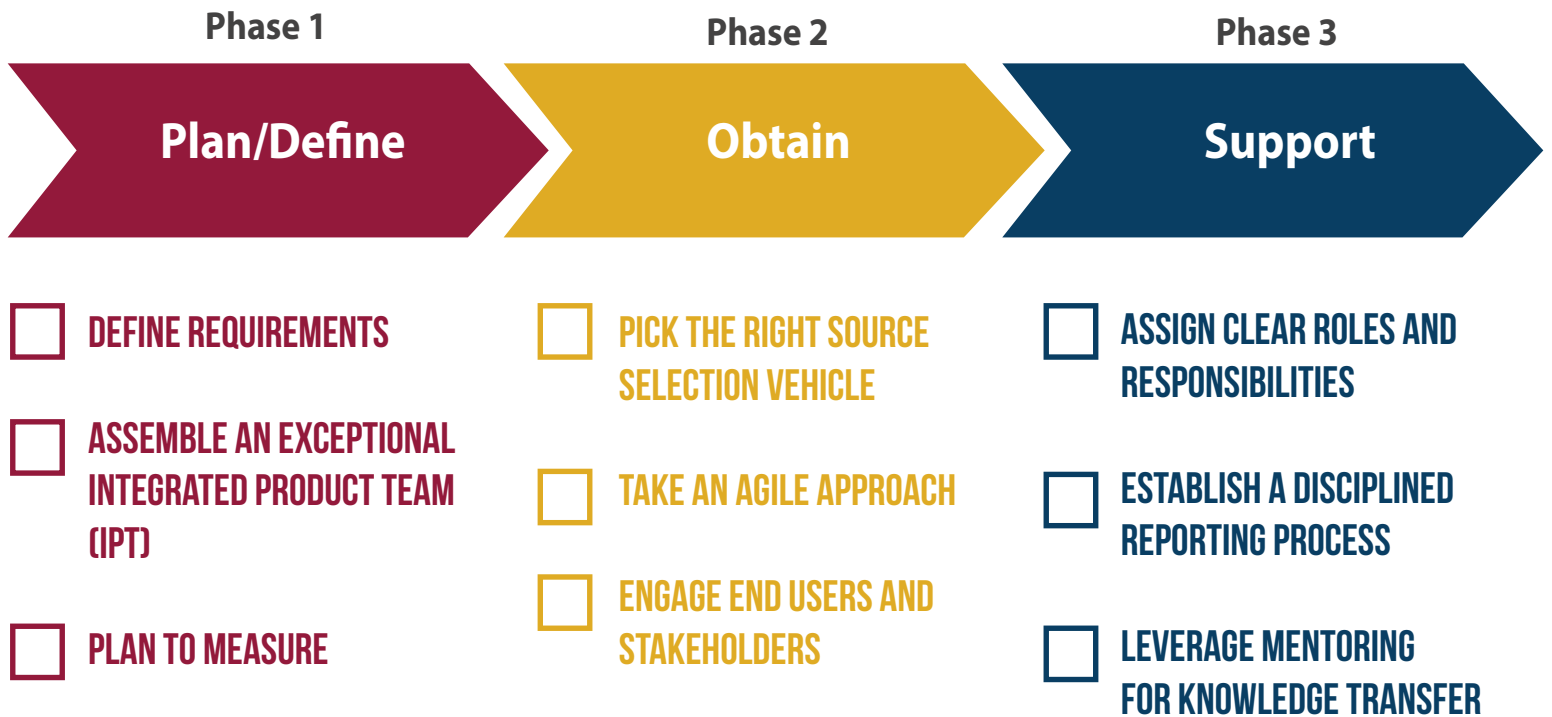 Phase 1
Plan/Define
DEFINE REQUIREMENTS
ASSEMBLE AN EXCEPTIONAL
INTEGRATED PRODUCT TEAM
(IPT)
PLAN TO MEASURE
Phase 2
Obtain
PICK THE RIGHT SOURCE
SELECTION VEHICLE
TAKE AN AGILE APPROACH
ENGAGE END USERS AND
STAKEHOLDERS
Phase 3
Support
ASSIGN CLEAR ROLES AND
RESPONSIBILITIES
ESTABLISH A DISCIPLINED
REPORTING PROCESS
LEVERAGE MENTORING
FOR KNOWLEDGE TRANSFER